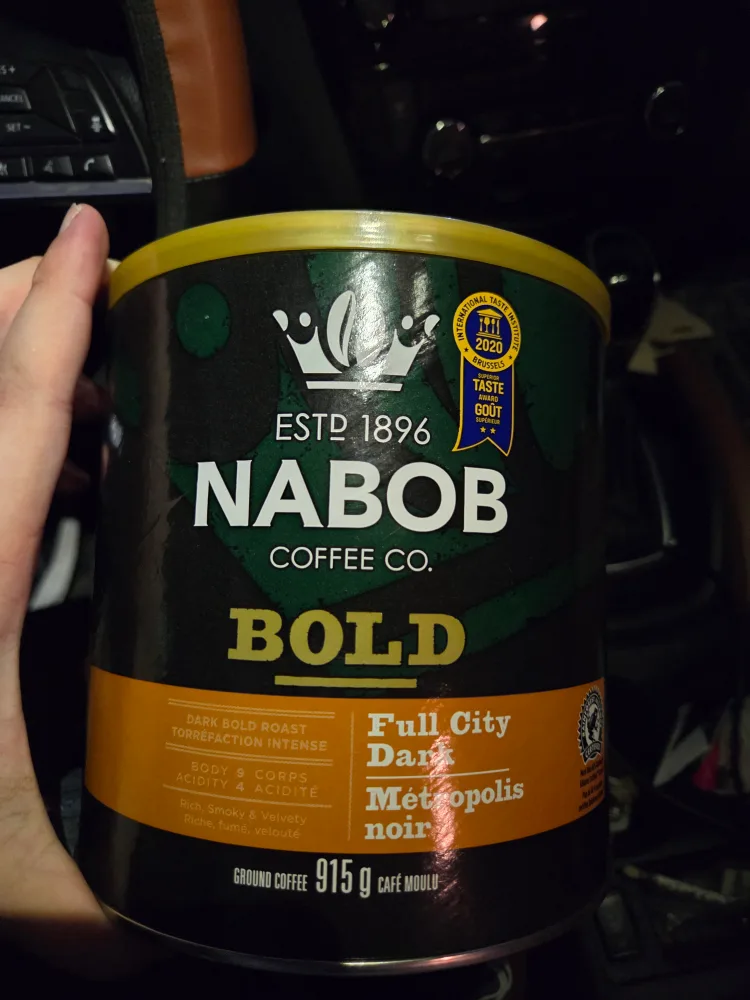 CANCEL
SET −
INTERNATIONAL TASTE INSTITUTE
2020
BRUSSELS
SUPERIOR
TASTE
AWARD
GOÛT
SUPÉRIEUR
ESTD 1896
NABOB
COFFEE CO.
BOLD
DARK BOLD ROAST
TORRÉFACTION INTENSE
BODY 9 CORPS
ACIDITY 4 ACIDITÉ
Rich, Smoky & Velvety
Riche, fumé, velouté
Full City
Dark
Métropolis
noir
GROUND COFFEE 915 g CAFÉ MOULU